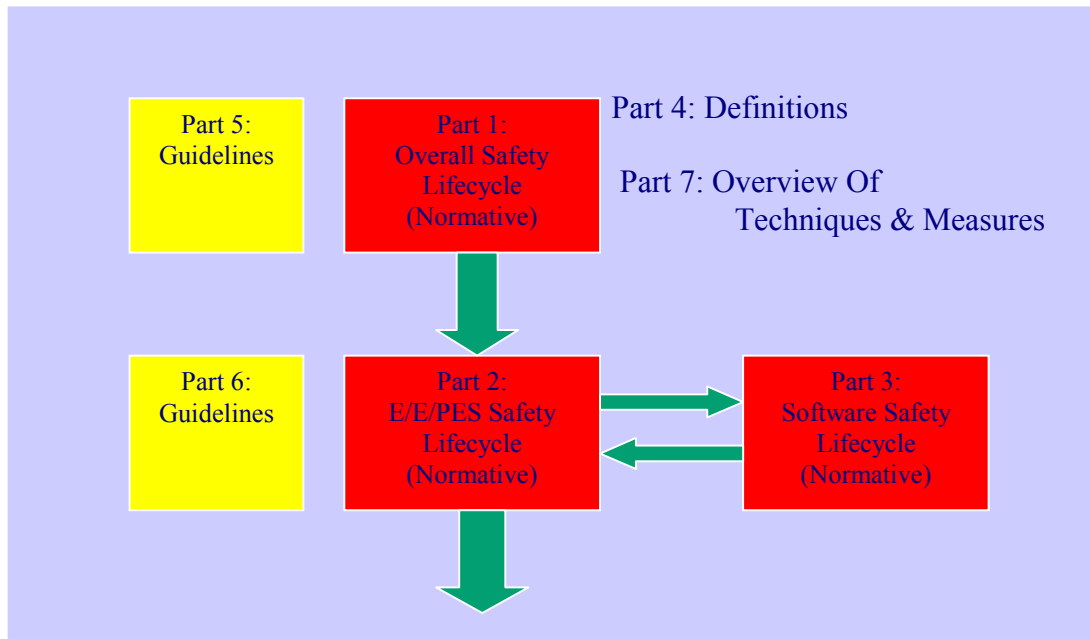 Part 5:
Guidelines
Part 1:
Overall Safety
Lifecycle
(Normative)
Part 4: Definitions
Part 7: Overview Of
Techniques & Measures
Part 6:
Guidelines
Part 2:
E/E/PES Safety
Lifecycle
(Normative)
Part 3:
Software Safety
Lifecycle
(Normative)